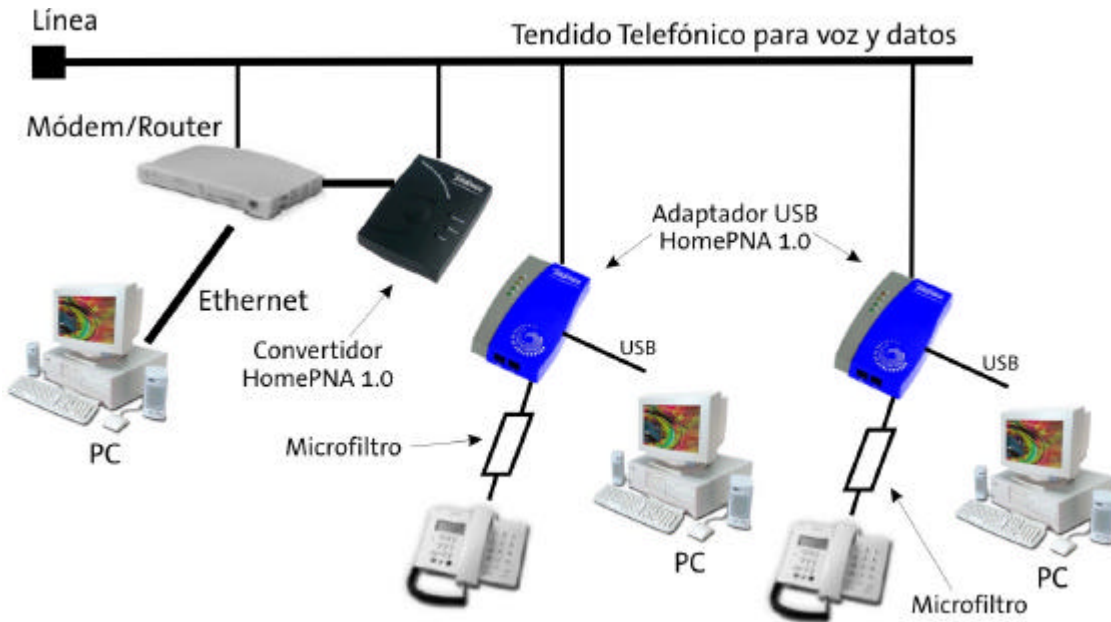 Línea
Tendido Telefónico para voz y datos
Módem/Router
Adaptador USB
HomePNA 1.0
Ethernet
Convertidor
HomePNA 1.0
USB
USB
Microfiltro
PC
PC
PC
Microfiltro